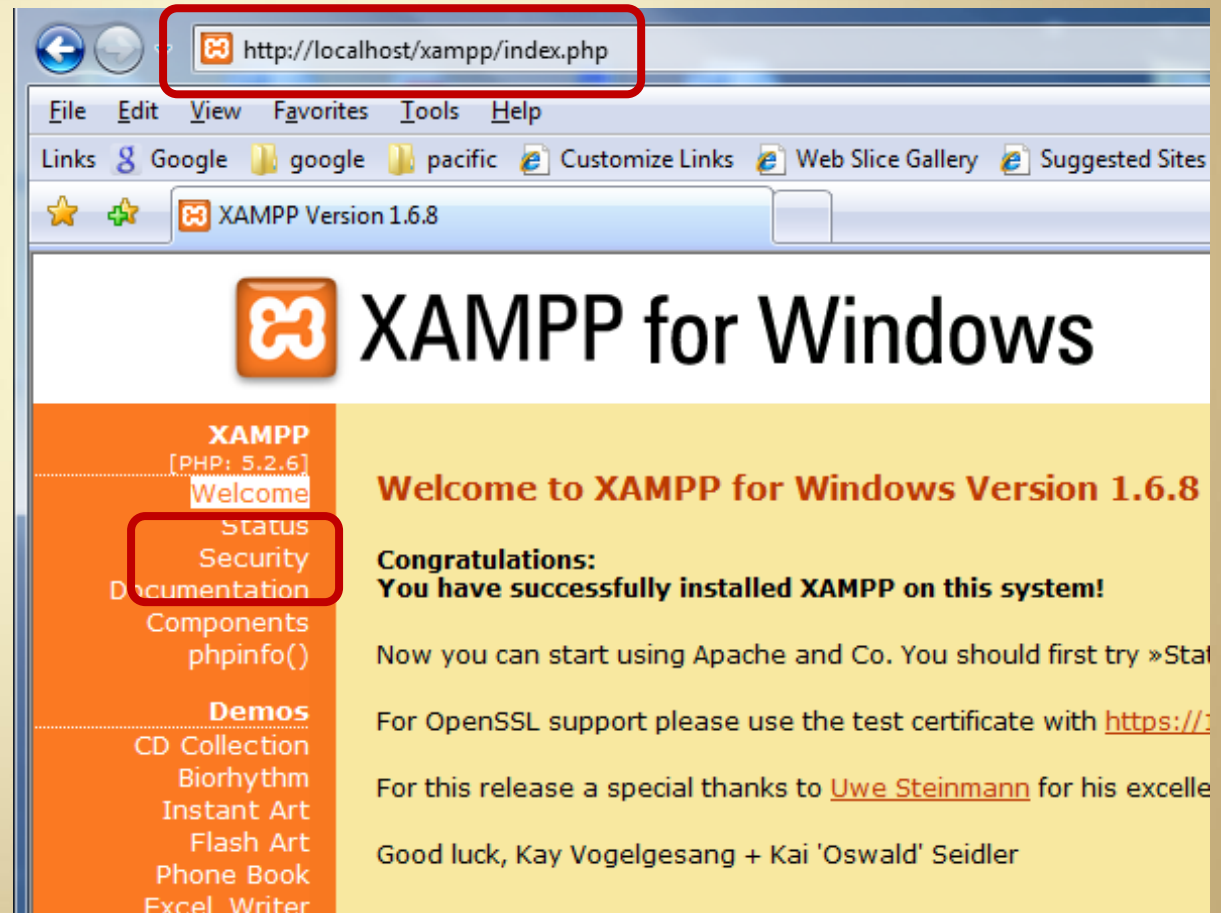 http://localhost/xampp/index.php
File Edit View Favorites Tools Help
Links Google google pacific Customize Links Web Slice Gallery Suggested Sites
XAMPP Version 1.6.8
XAMPP for Windows
XAMPP
[PHP: 5.2.6]
Welcome
Status
Security
Documentation
Components
phpinfo()
Demos
CD Collection
Biorhythm
Instant Art
Flash Art
Phone Book
Excel_Writer
Welcome to XAMPP for Windows Version 1.6.8
Congratulations:
You have successfully installed XAMPP on this system!
Now you can start using Apache and Co. You should first try
For OpenSSL support please use the test certificate with https://
For this release a special thanks to Uwe Steinmann for his
Good luck, Kay Vogelgesang + Kai 'Oswald' Seidler